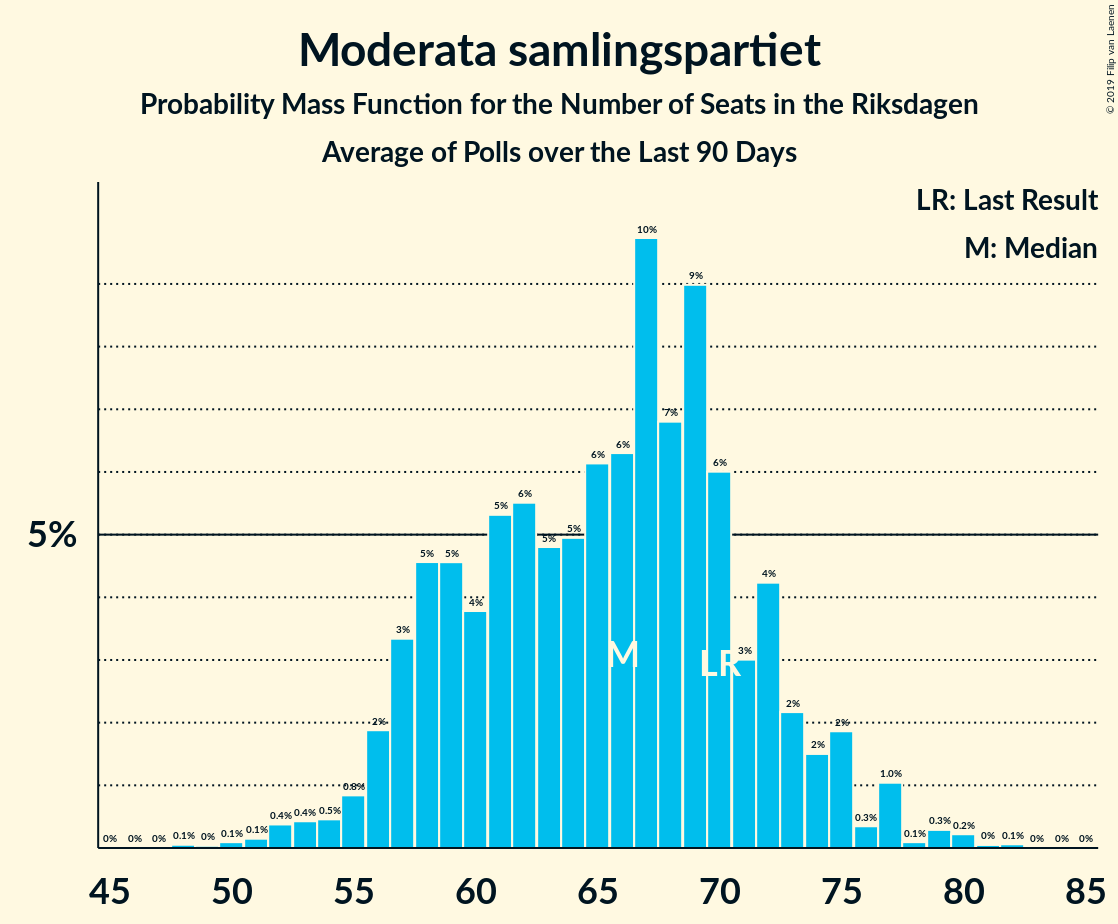 Moderata samlingspartiet
Probability Mass Function for the Number of Seats in the Riksdagen
Average of Polls over the Last 90 Days
© 2019 Filip van Laenen
LR: Last Result
M: Median
5%
0% 0% 0% 0.1% 0% 0.1% 0.1% 0.4% 0.4% 0.5% 0.8% 2% 3% 5% 5% 4% 5% 6% 5% 5% 6% 6% 10% 7% 9% 6% 3% 4% 2% 2% 2% 0.3% 1.0% 0.1% 0.3% 0.2% 0% 0.1% 0% 0% 0%
M LR
45 50 55 60 65 70 75 80 85